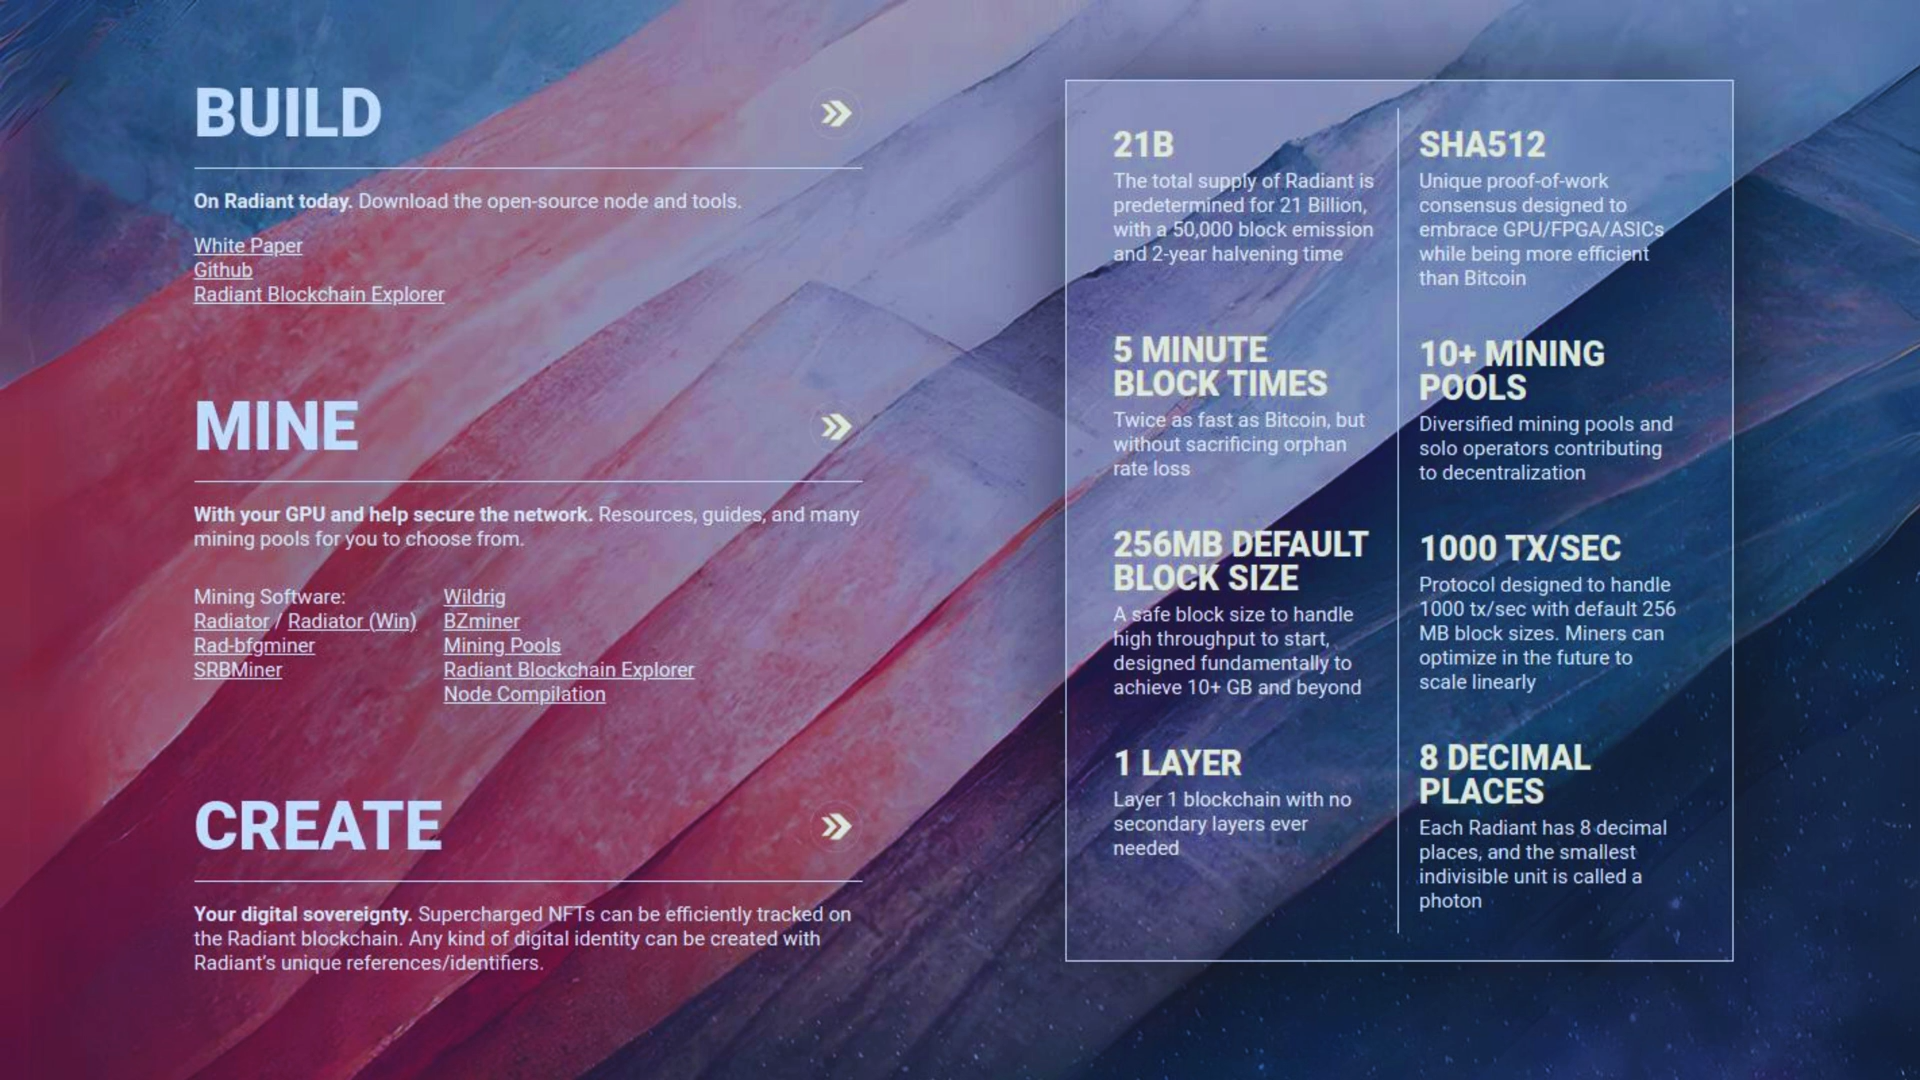 BUILD
On Radiant today. Download the open-source node and tools.
White Paper
Github
Radiant Blockchain Explorer
MINE
With your GPU and help secure the network. Resources, guides, and many
mining pools for you to choose from.
Mining Software:
Radiator / Radiator (Win)
Rad-bfgminer
SRBMiner
Wildrig
BZminer
Mining Pools
Radiant Blockchain Explorer
Node Compilation
CREATE
Your digital sovereignty. Supercharged NFTs can be efficiently tracked on
the Radiant blockchain. Any kind of digital identity can be created with
Radiant's unique references/identifiers.
21B
The total supply of Radiant is
predetermined for 21 Billion,
with a 50,000 block emission
and 2-year halvening time
5 MINUTE
BLOCK TIMES
Twice as fast as Bitcoin, but
without sacrificing orphan
rate loss
256MB DEFAULT
BLOCK SIZE
A safe block size to handle
high throughput to start,
designed fundamentally to
achieve 10+ GB and beyond
1 LAYER
Layer 1 blockchain with no
secondary layers ever
needed
SHA512
Unique proof-of-work
consensus designed to
embrace GPU/FPGA/ASICs
while being more efficient
than Bitcoin
10+ MINING
POOLS
Diversified mining pools and
solo operators contributing
to decentralization
1000 TX/SEC
Protocol designed to handle
1000 tx/sec with default 256
MB block sizes. Miners can
optimize in the future to
scale linearly
8 DECIMAL
PLACES
Each Radiant has 8 decimal
places, and the smallest
indivisible unit is called a
photon